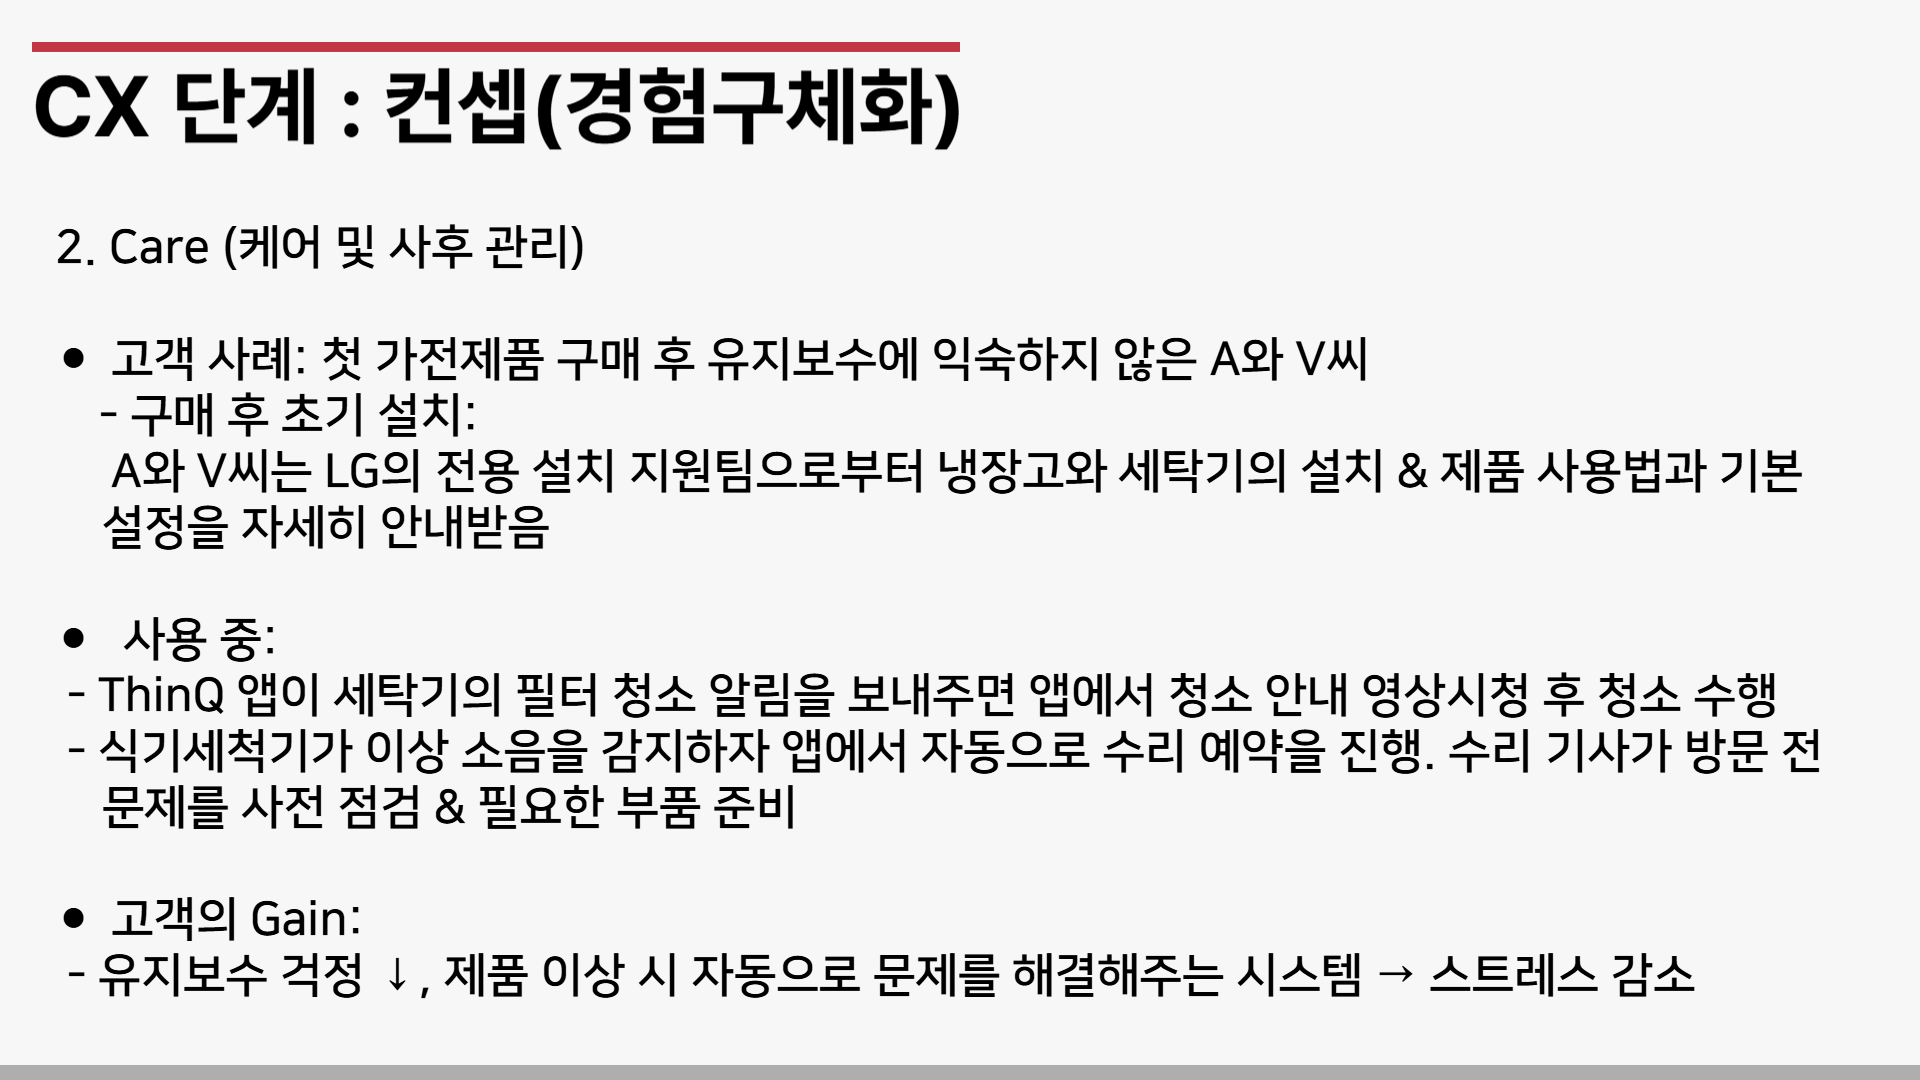 CX 단계 : 컨셉(경험구체화)
2. Care (케어 및 사후 관리)
● 고객 사례: 첫 가전제품 구매 후 유지보수에 익숙하지 않은 A와 V씨
- 구매 후 초기 설치:
A와 V씨는 LG의 전용 설치 지원팀으로부터 냉장고와 세탁기의 설치 & 제품 사용법과 기본
설정을 자세히 안내받음
● 사용 중:
- ThinQ 앱이 세탁기의 필터 청소 알림을 보내주면 앱에서 청소 안내 영상시청 후 청소 수행
- 식기세척기가 이상 소음을 감지하자 앱에서 자동으로 수리 예약을 진행. 수리 기사가 방문 전
문제를 사전 점검 & 필요한 부품 준비
● 고객의 Gain:
- 유지보수 걱정 ↓, 제품 이상 시 자동으로 문제를 해결해주는 시스템 → 스트레스 감소